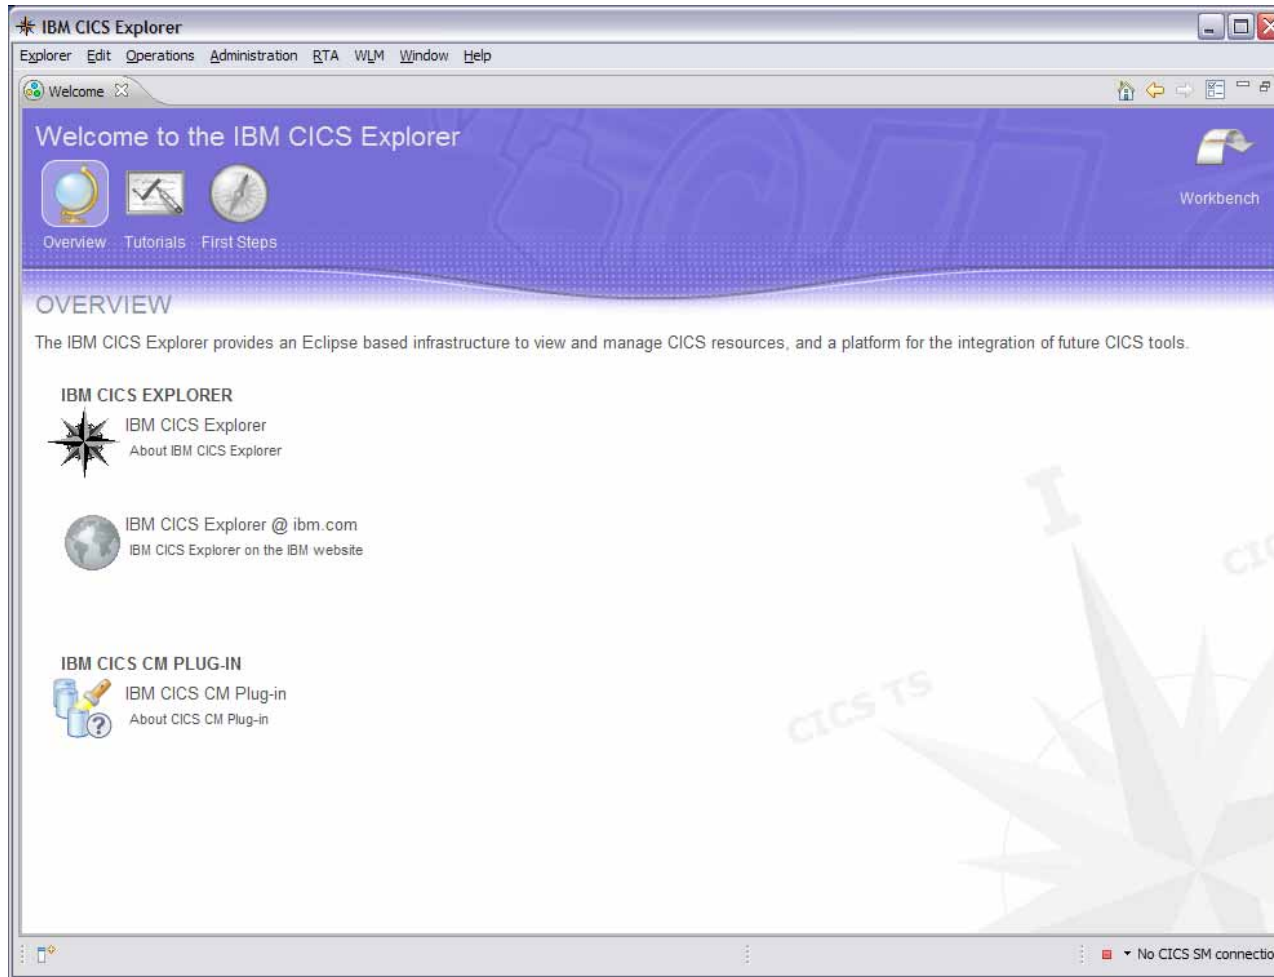 IBM CICS Explorer
Explorer Edit Operations Administration RTA WLM Window Help
Welcome
Welcome to the IBM CICS Explorer
Workbench
Overview Tutorials First Steps
OVERVIEW
The IBM CICS Explorer provides an Eclipse based infrastructure to view and manage CICS resources, and a platform for the integration of future CICS tools.
IBM CICS EXPLORER
IBM CICS Explorer
About IBM CICS Explorer
I
IBM CICS Explorer @ ibm.com
IBM CICS Explorer on the IBM website
CIC
IBM CICS CM PLUG-IN
IBM CICS CM Plug-in
About CICS CM Plug-in
CICS TS
No CICS SM connectio